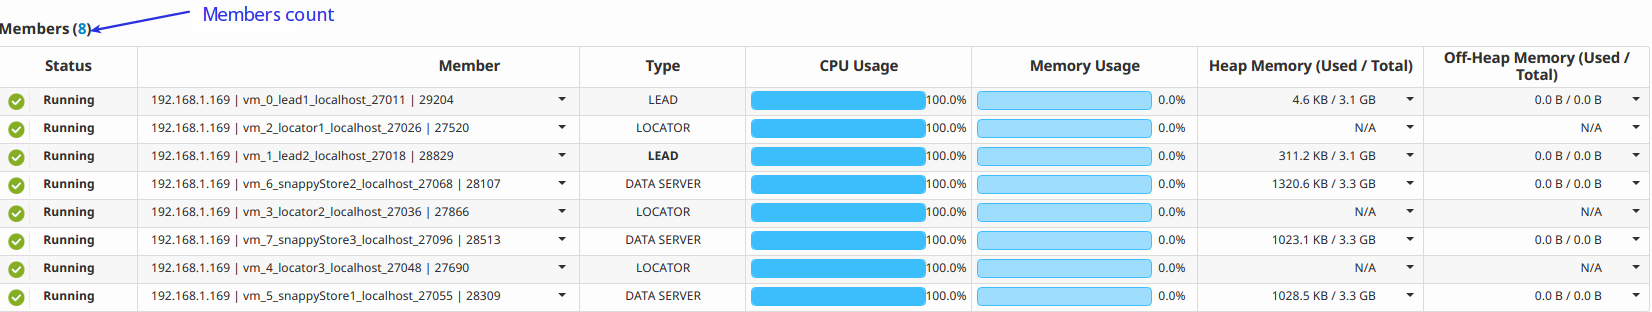 Members count
Members (8)
Status Member Type CPU Usage Memory Usage Heap Memory (Used / Total) Off-Heap Memory (Used / Total)
Running 192.168.1.169 | vm_0_lead1_localhost_27011 | 29204 LEAD 100.0% 0.0% 4.6 KB / 3.1 GB 0.0 B / 0.0 B
Running 192.168.1.169 | vm_2_locator1_localhost_27026 | 27520 LOCATOR 100.0% 0.0% N/A N/A
Running 192.168.1.169 | vm_1_lead2_localhost_27018 | 28829 LEAD 100.0% 0.0% 311.2 KB / 3.1 GB 0.0 B / 0.0 B
Running 192.168.1.169 | vm_6_snappyStore2_localhost_27068 | 28107 DATA SERVER 100.0% 0.0% 1320.6 KB / 3.3 GB 0.0 B / 0.0 B
Running 192.168.1.169 | vm_3_locator2_localhost_27036 | 27866 LOCATOR 100.0% 0.0% N/A N/A
Running 192.168.1.169 | vm_7_snappyStore3_localhost_27096 | 28513 DATA SERVER 100.0% 0.0% 1023.1 KB / 3.3 GB 0.0 B / 0.0 B
Running 192.168.1.169 | vm_4_locator3_localhost_27048 | 27690 LOCATOR 100.0% 0.0% N/A N/A
Running 192.168.1.169 | vm_5_snappyStore1_localhost_27055 | 28309 DATA SERVER 100.0% 0.0% 1028.5 KB / 3.3 GB 0.0 B / 0.0 B